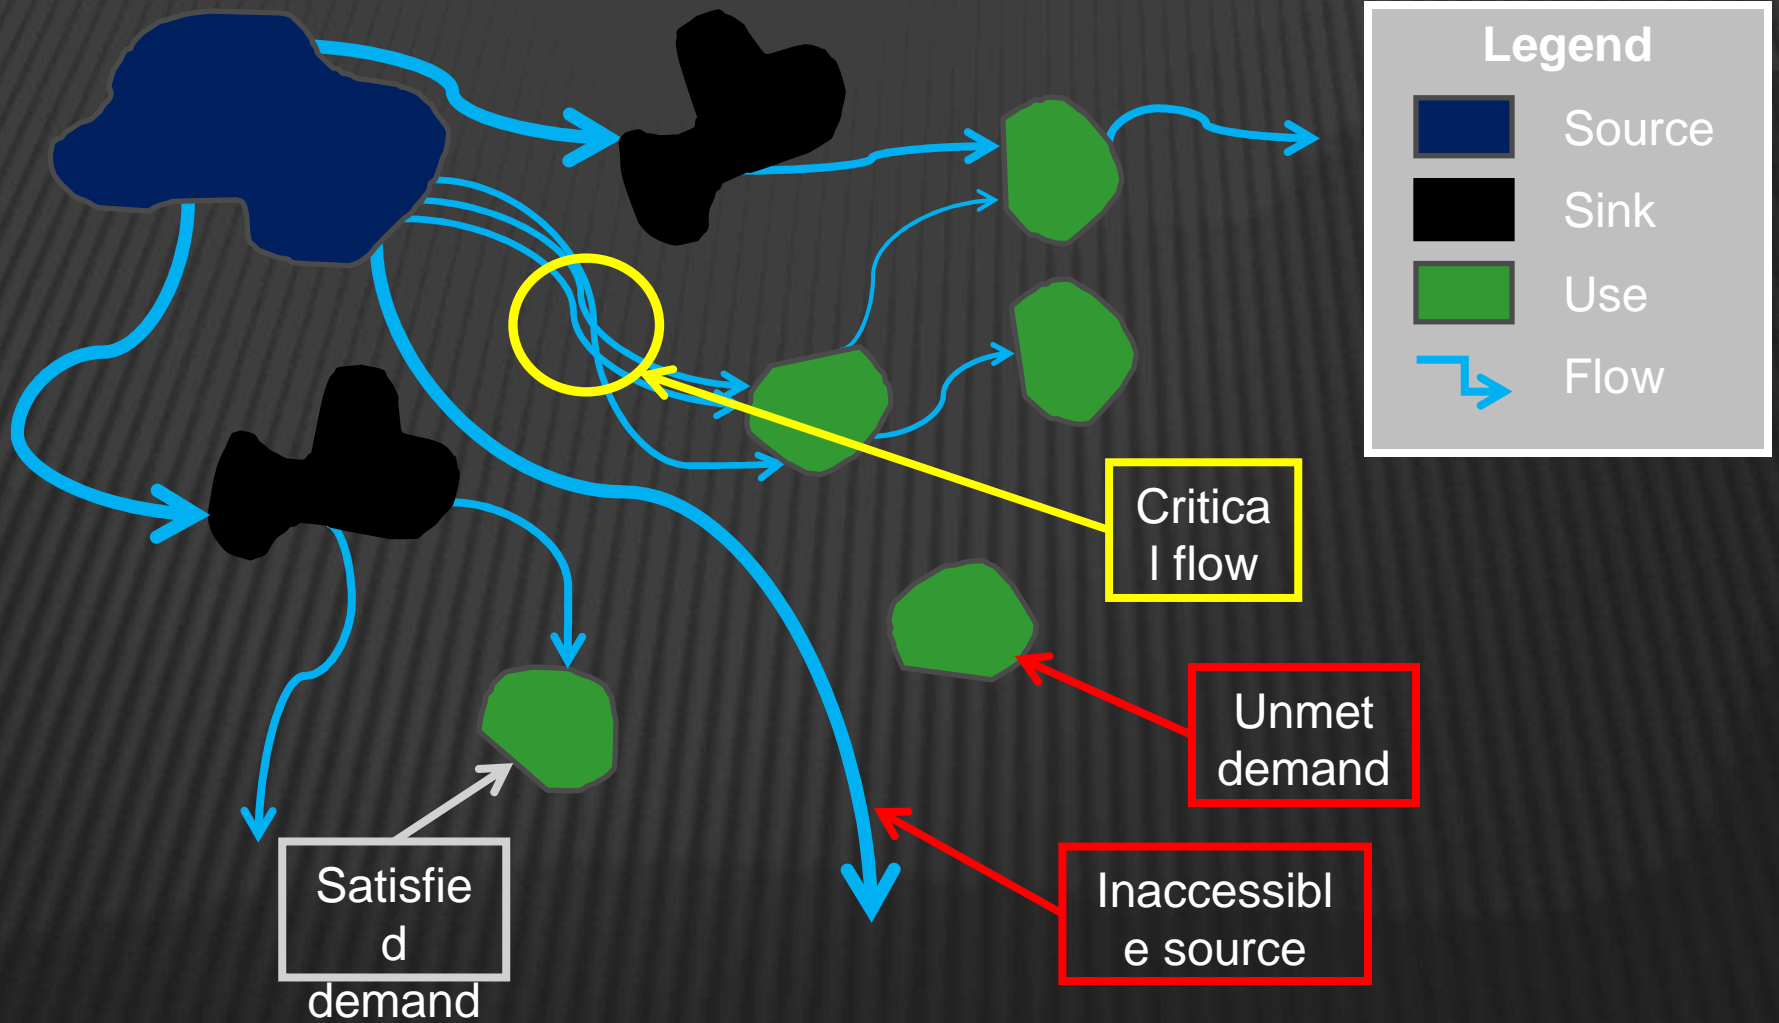 Legend
Source
Sink
Use
Flow
Critica
l flow
Unmet
demand
Inaccessibl
e source
Satisfie
d
demand